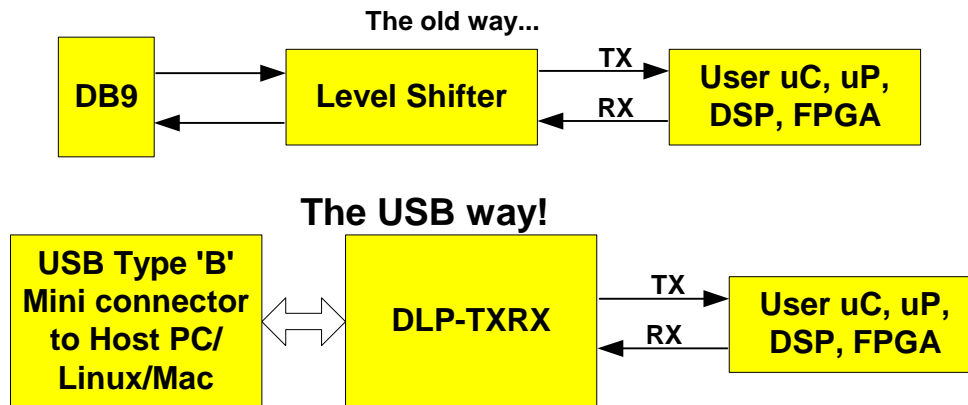 The old way...
DB9
Level Shifter
TX
RX
User uC, uP,
DSP, FPGA
The USB way!
USB Type 'B'
Mini connector
to Host PC/
Linux/Mac
DLP-TXRX
TX
RX
User uC, uP,
DSP, FPGA